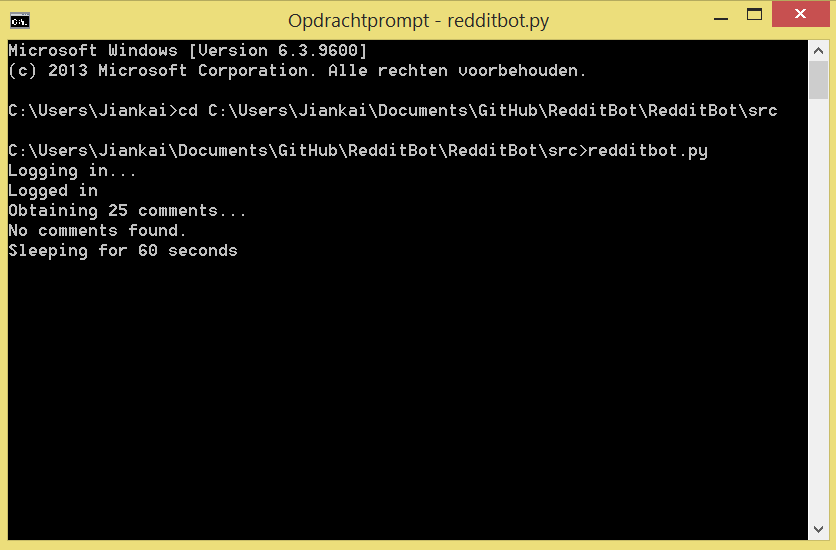 Opdrachtprompt - redditbot.py
Microsoft Windows [Version 6.3.9600]
(c) 2013 Microsoft Corporation. Alle rechten voorbehouden.
C:\Users\Jiankai>cd C:\Users\Jiankai\Documents\GitHub\RedditBot\RedditBot\src
C:\Users\Jiankai\Documents\GitHub\RedditBot\RedditBot\src>redditbot.py
Logging in...
Logged in
Obtaining 25 comments...
No comments found.
Sleeping for 60 seconds